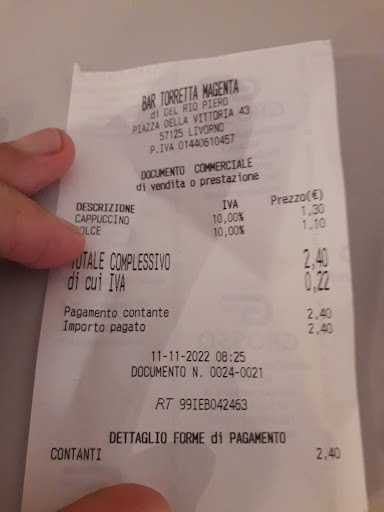 BAR TORRETTA MAGENTA
di DEL RIO PIERO
PIAZZA DELLA VITTORIA 43
57125 LIVORNO
P.IVA 01440610457
DOCUMENTO COMMERCIALE
di vendita o prestazione
DESCRIZIONE IVA Prezzo(€)
CAPPUCCINO 10,00% 1,30
OLCE 10,00% 1,10
TOTALE COMPLESSIVO 2,40
di cui IVA 0,22
Pagamento contante 2,40
Importo pagato 2,40
11-11-2022 08:25
DOCUMENTO N. 0024-0021
RT 99IEB042463
DETTAGLIO FORME di PAGAMENTO
CONTANTI 2,40